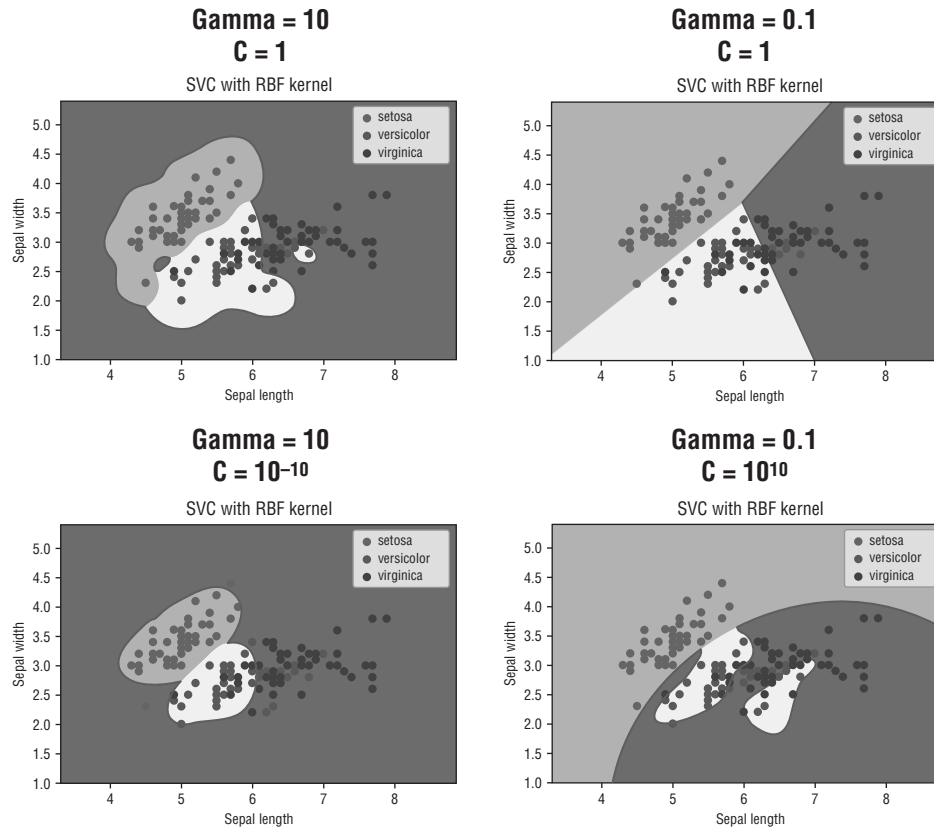 Gamma = 10
C = 1
SVC with RBF kernel
setosa
versicolor
virginica
5.0
4.5
4.0
3.5
3.0
2.5
2.0
1.5
1.0
Sepal width
4 5 6 7 8
Sepal length
Gamma = 0.1
C = 1
SVC with RBF kernel
setosa
versicolor
virginica
5.0
4.5
4.0
3.5
3.0
2.5
2.0
1.5
1.0
Sepal width
4 5 6 7 8
Sepal length
Gamma = 10
C = 10⁻¹⁰
SVC with RBF kernel
setosa
versicolor
virginica
5.0
4.5
4.0
3.5
3.0
2.5
2.0
1.5
1.0
Sepal width
4 5 6 7 8
Sepal length
Gamma = 0.1
C = 10¹⁰
SVC with RBF kernel
setosa
versicolor
virginica
5.0
4.5
4.0
3.5
3.0
2.5
2.0
1.5
1.0
Sepal width
4 5 6 7 8
Sepal length